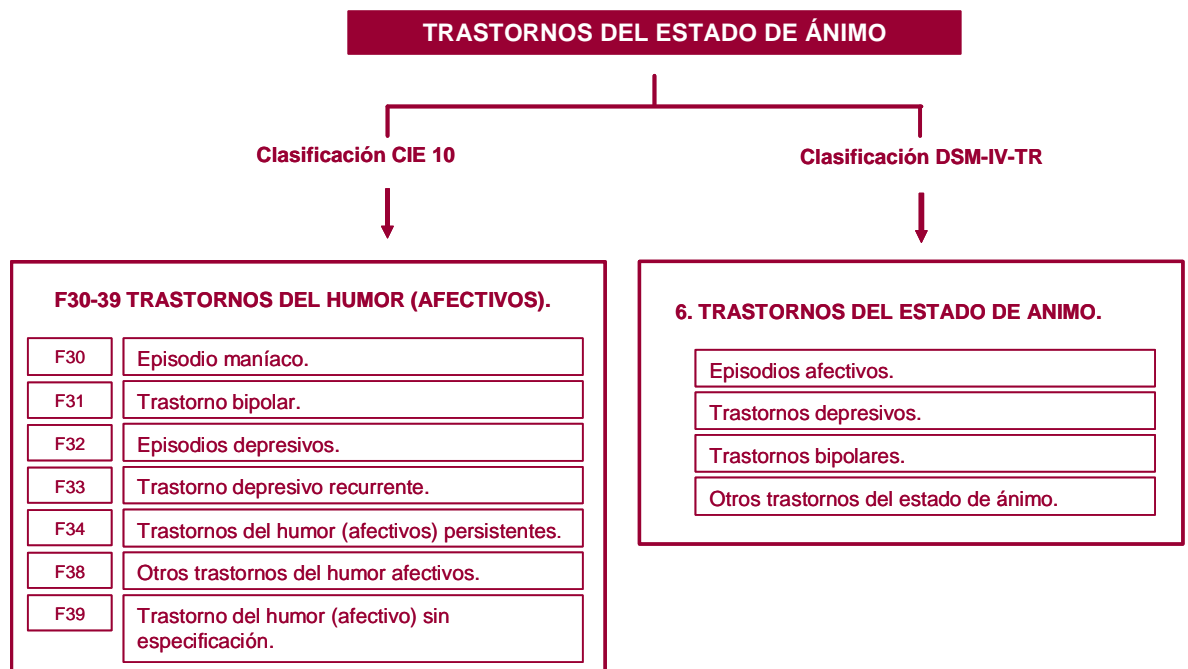 TRASTORNOS DEL ESTADO DE ÁNIMO
Clasificación CIE 10
Clasificación DSM-IV-TR
F30-39 TRASTORNOS DEL HUMOR (AFECTIVOS).
F30 Episodio maníaco.
F31 Trastorno bipolar.
F32 Episodios depresivos.
F33 Trastorno depresivo recurrente.
F34 Trastornos del humor (afectivos) persistentes.
F38 Otros trastornos del humor afectivos.
F39 Trastorno del humor (afectivo) sin
especificación.
6. TRASTORNOS DEL ESTADO DE ANIMO.
Episodios afectivos.
Trastornos depresivos.
Trastornos bipolares.
Otros trastornos del estado de ánimo.